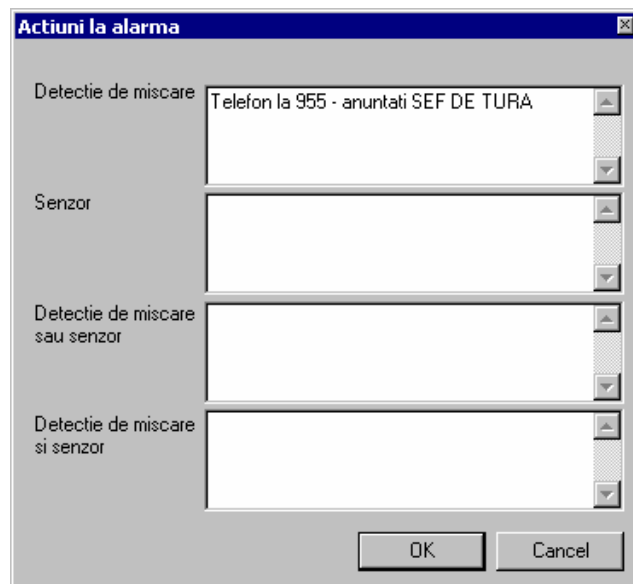 Actiuni la alarma
Detectie de miscare
Telefon la 955 - anuntati SEF DE TURA
Senzor
Detectie de miscare
sau senzor
Detectie de miscare
si senzor
OK
Cancel